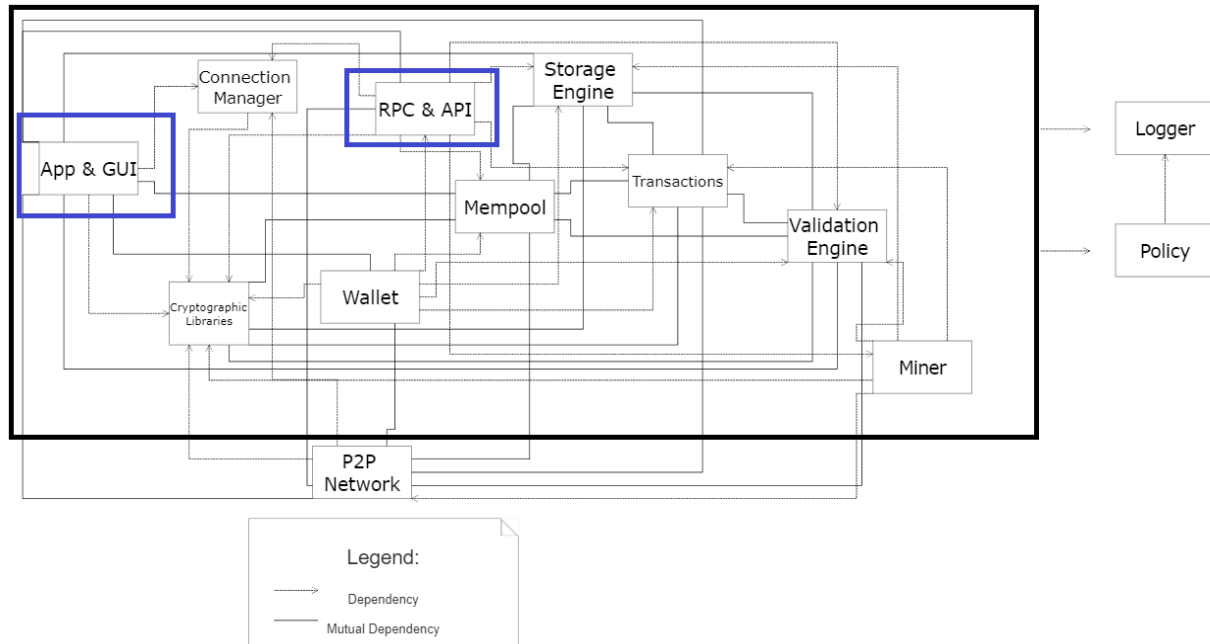 Connection
Manager
RPC & API
Storage
Engine
Logger
App & GUI
Transactions
Mempool
Validation
Engine
Policy
Wallet
Cryptographic
Libraries
Miner
P2P
Network
Legend:
Dependency
Mutual Dependency